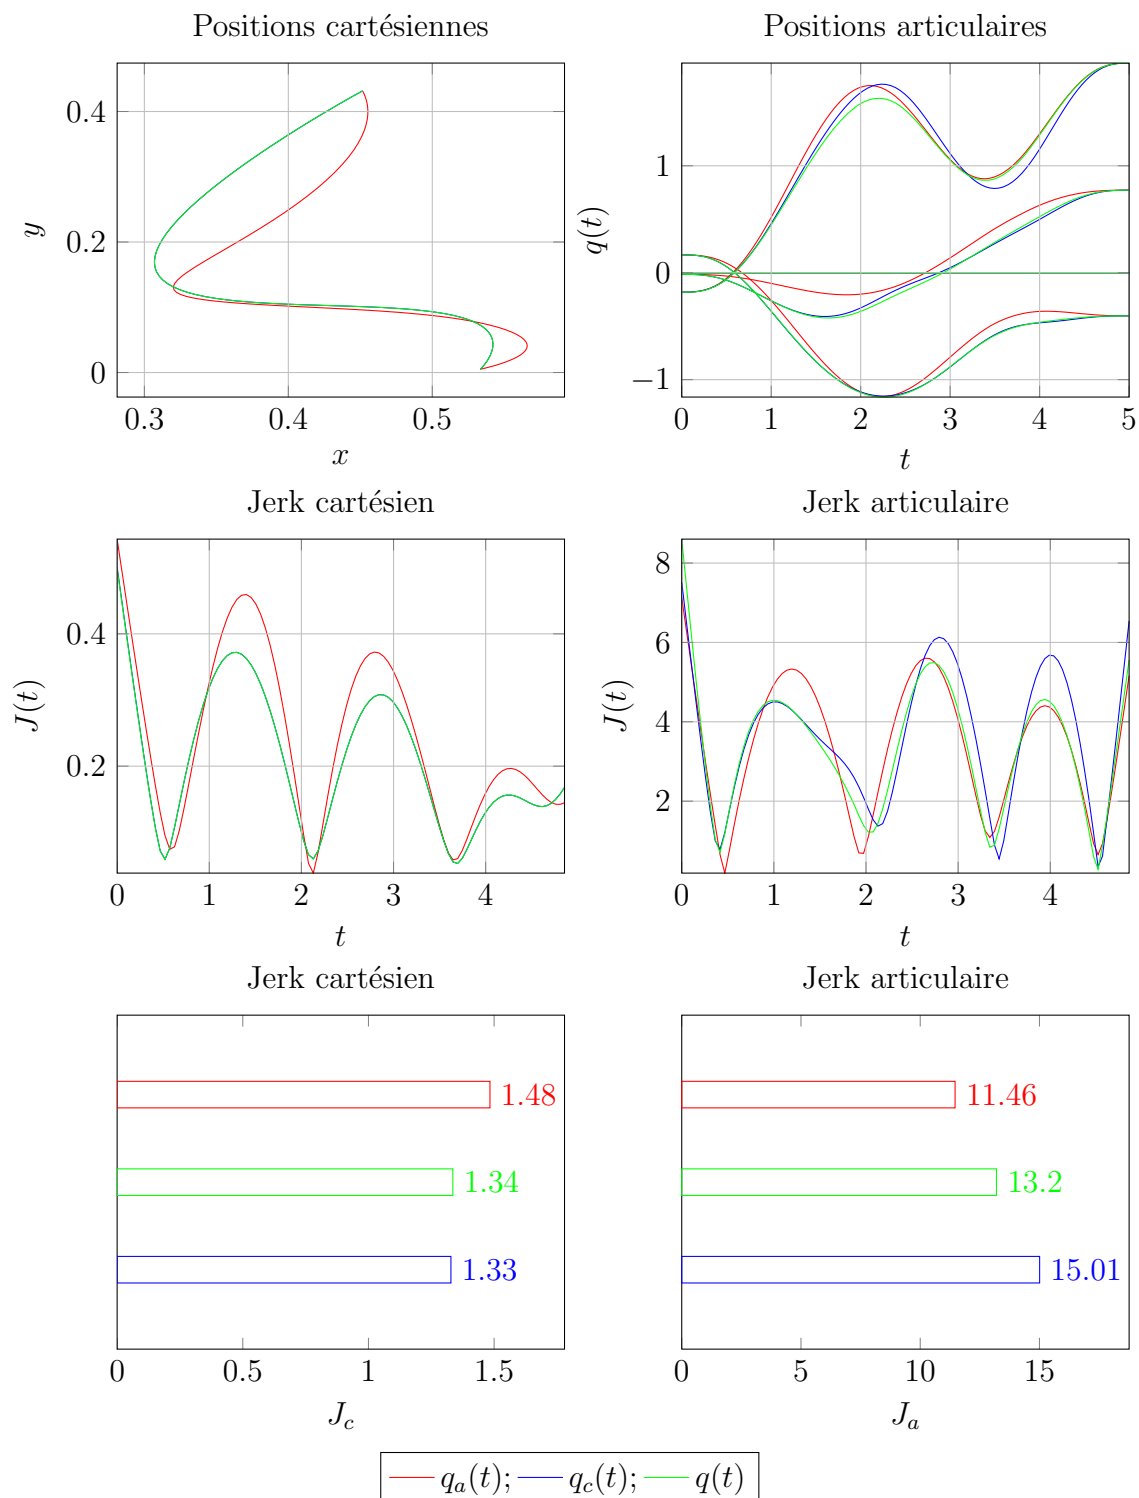 Positions cartésiennes
0.4
0.2
0
y
0.3 0.4 0.5
x
Positions articulaires
1
0
−1
q(t)
0 1 2 3 4 5
t
Jerk cartésien
0.4
0.2
J(t)
0 1 2 3 4
t
Jerk articulaire
8
6
4
2
J(t)
0 1 2 3 4
t
Jerk cartésien
1.48
1.34
1.33
0 0.5 1 1.5
J_c
Jerk articulaire
11.46
13.2
15.01
0 5 10 15
J_a
q_a(t); q_c(t); q(t)